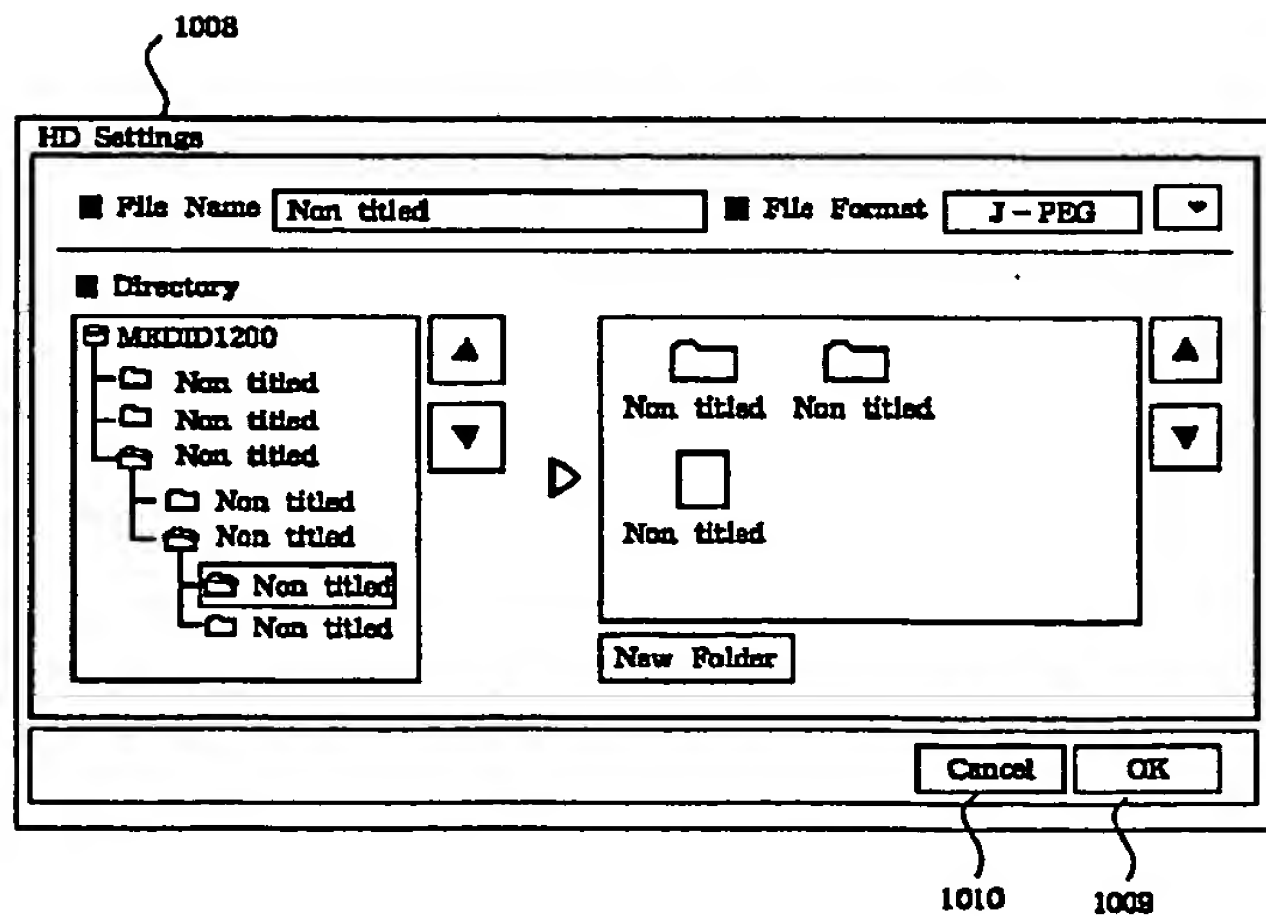 1008
HD Settings
■ File Name Non titled ■ File Format J-PEG
■ Directory
MEDID1200
Non titled
Non titled
Non titled
Non titled
Non titled
Non titled
Non titled
Non titled Non titled
Non titled
New Folder
Cancel OK
1010 1009